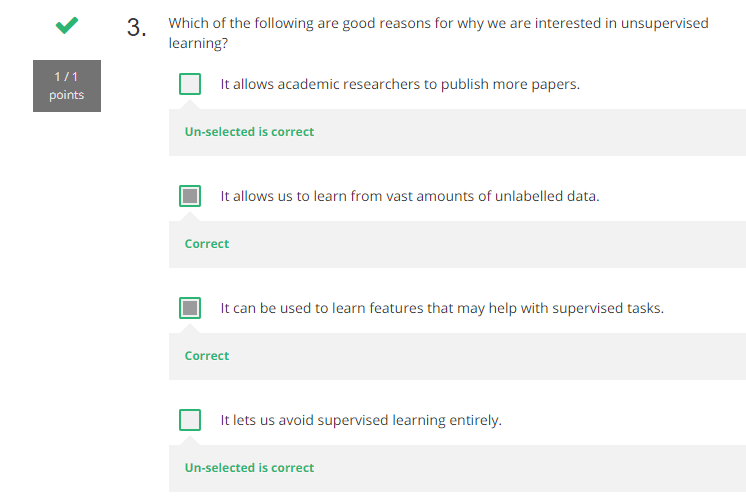 3.
Which of the following are good reasons for why we are interested in unsupervised
learning?
1 / 1
points
It allows academic researchers to publish more papers.
Un-selected is correct
It allows us to learn from vast amounts of unlabelled data.
Correct
It can be used to learn features that may help with supervised tasks.
Correct
It lets us avoid supervised learning entirely.
Un-selected is correct